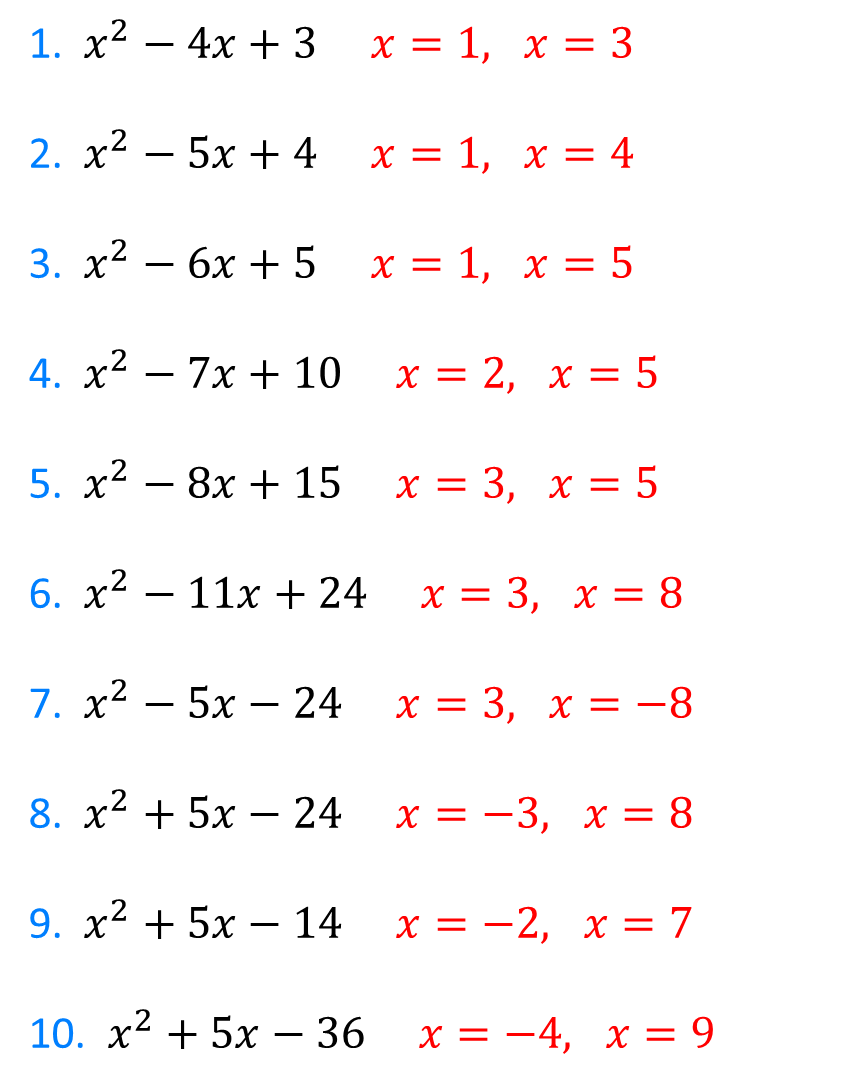 1. x² − 4x + 3 x = 1, x = 3
2. x² − 5x + 4 x = 1, x = 4
3. x² − 6x + 5 x = 1, x = 5
4. x² − 7x + 10 x = 2, x = 5
5. x² − 8x + 15 x = 3, x = 5
6. x² − 11x + 24 x = 3, x = 8
7. x² − 5x − 24 x = 3, x = −8
8. x² + 5x − 24 x = −3, x = 8
9. x² + 5x − 14 x = −2, x = 7
10. x² + 5x − 36 x = −4, x = 9